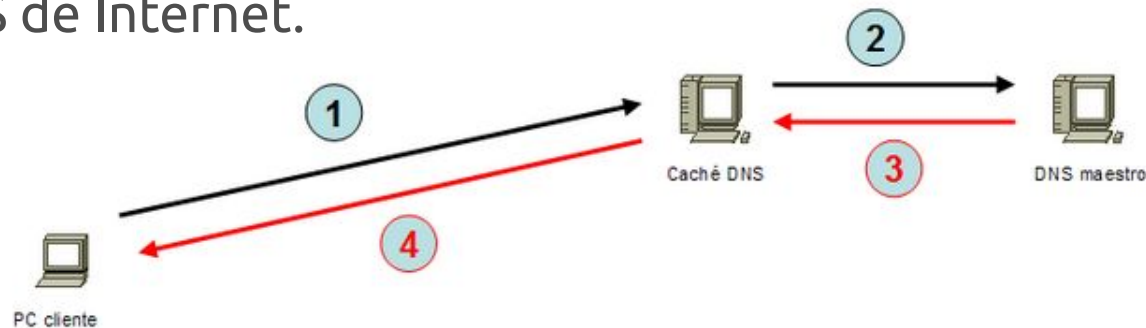 S de Internet.
2
1
Caché DNS
3
DNS maestro
4
PC cliente